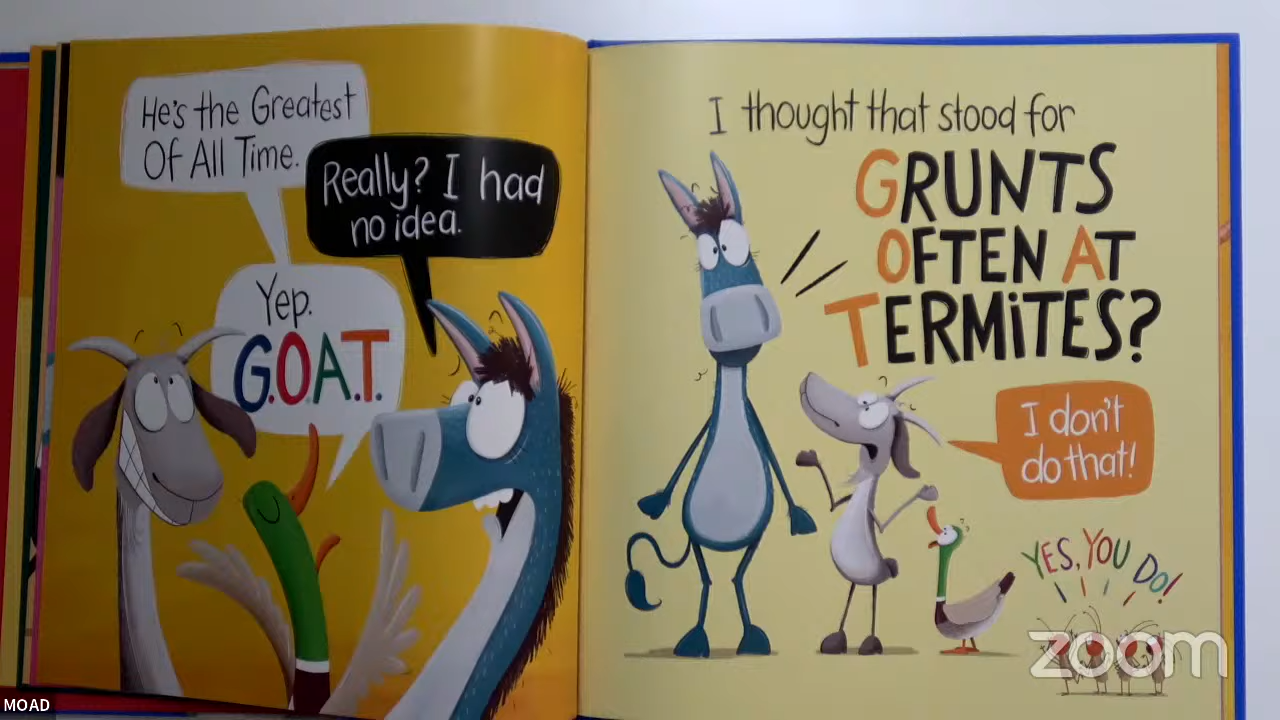 He's the Greatest
Of All Time.
Really? I had
no idea.
Yep.
G.O.A.T.
I thought that stood for
GRUNTS
OFTEN AT
TERMiTES?
I don't
do that!
YES, YOU DO!
zoom
MOAD